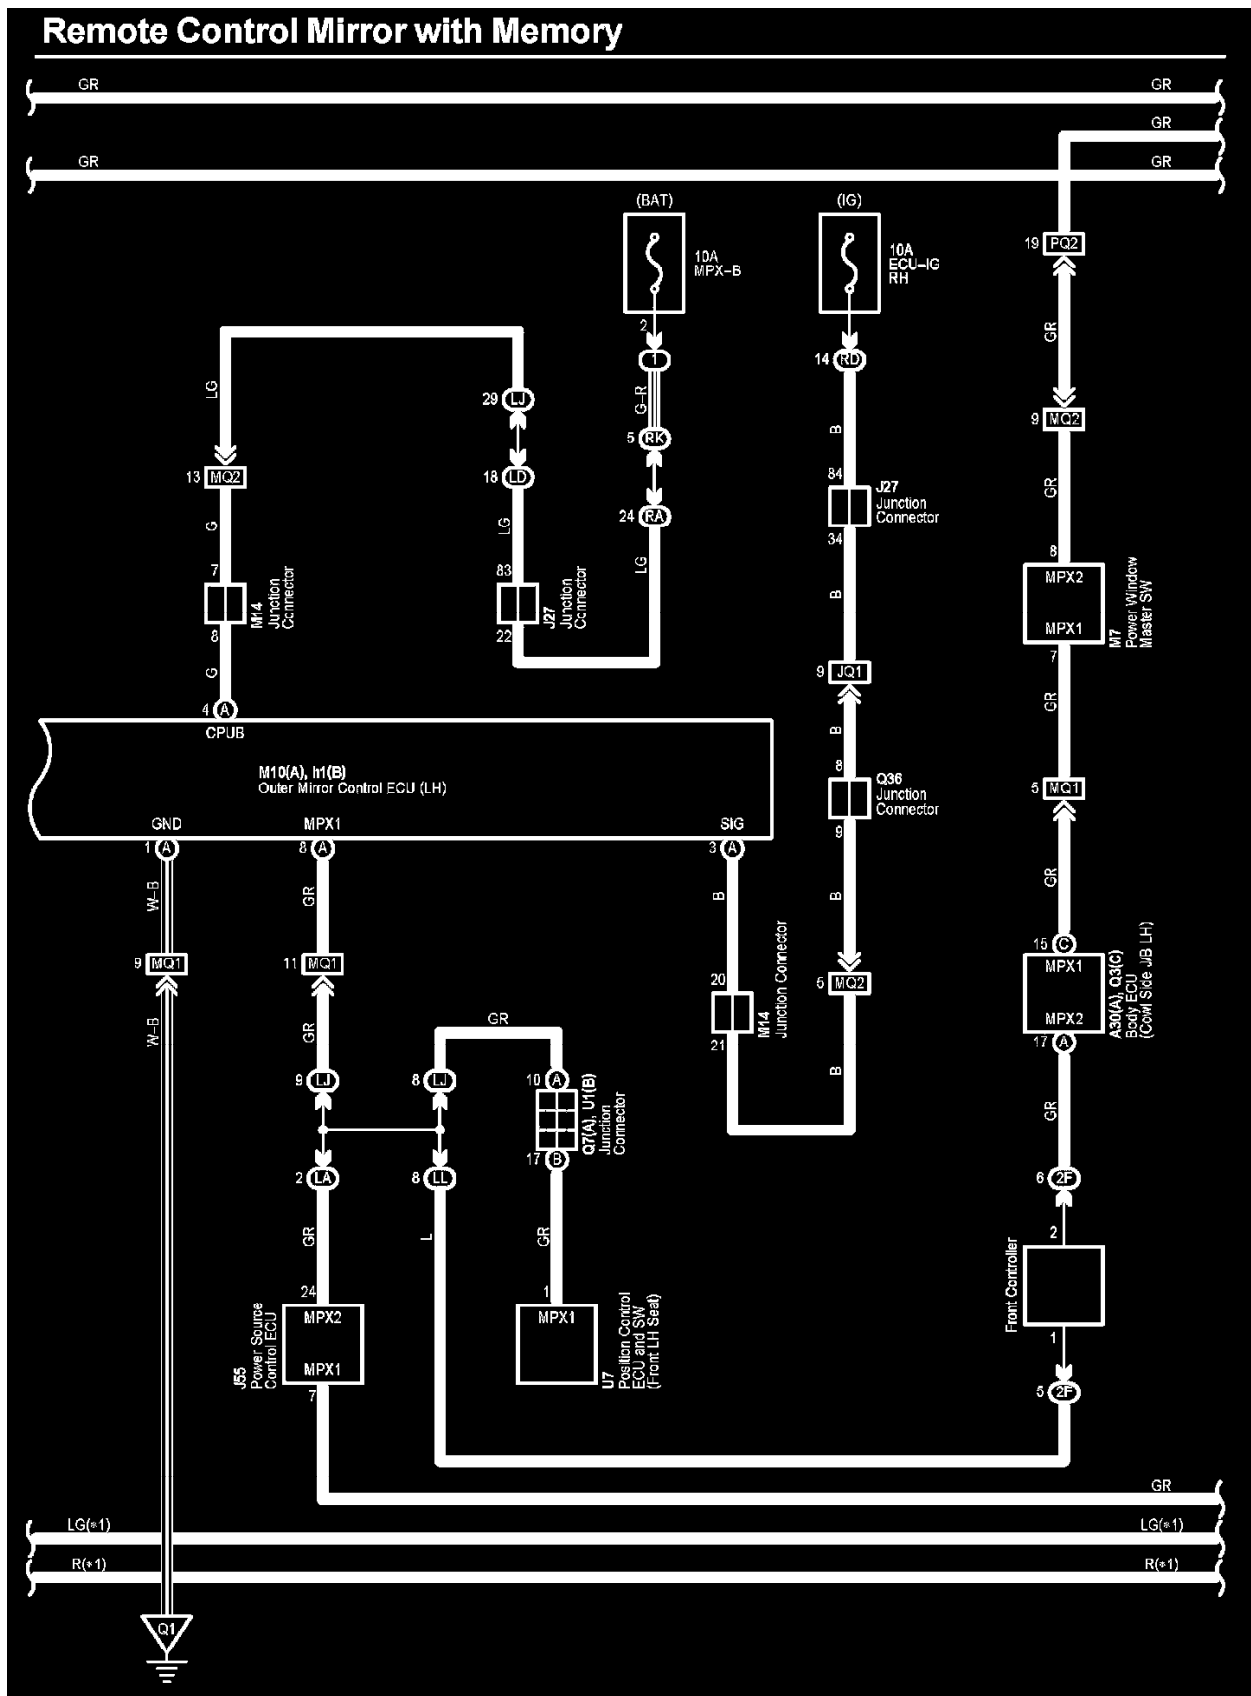 Remote Control Mirror with Memory
GR
GR
GR
GR
GR
(BAT)
(IG)
10A
MPX-B
10A
ECU-IG
RH
19 PQ2
2
1
14 RD
GR
LG
29 LJ
G-R
5 RK
B
9 MQ2
13 MQ2
18 LD
24 RA
84
J27
Junction
Connector
34
GR
G
LG
LG
8
7
83
MPX2
MPX1
M7
Power Window
Master SW
M14
Junction
Connector
J27
Junction
Connector
B
8
22
7
G
9 JQ1
GR
4 A
CPUB
B
M10(A), h1(B)
Outer Mirror Control ECU (LH)
8
Q36
Junction
Connector
9
5 MQ1
GND
MPX1
SIG
1 A
8 A
3 A
W-B
GR
B
B
GR
15 C
9 MQ1
11 MQ1
MPX1
MPX2
A30(A), Q3(C)
Body ECU
(Cowl Side J/B LH)
20
5 MQ2
M14
Junction Connector
21
W-B
GR
GR
17 A
9 LJ
8 LJ
10 A
B
Q7(A), U1(B)
Junction
Connector
GR
17 B
2 LA
8 LL
6 2F
GR
L
GR
2
Front Controller
24
1
MPX2
MPX1
J55
Power Source
Control ECU
MPX1
U7
Position Control
ECU and SW
(Front LH Seat)
1
7
5 2F
GR
LG(*1)
LG(*1)
R(*1)
R(*1)
Q1